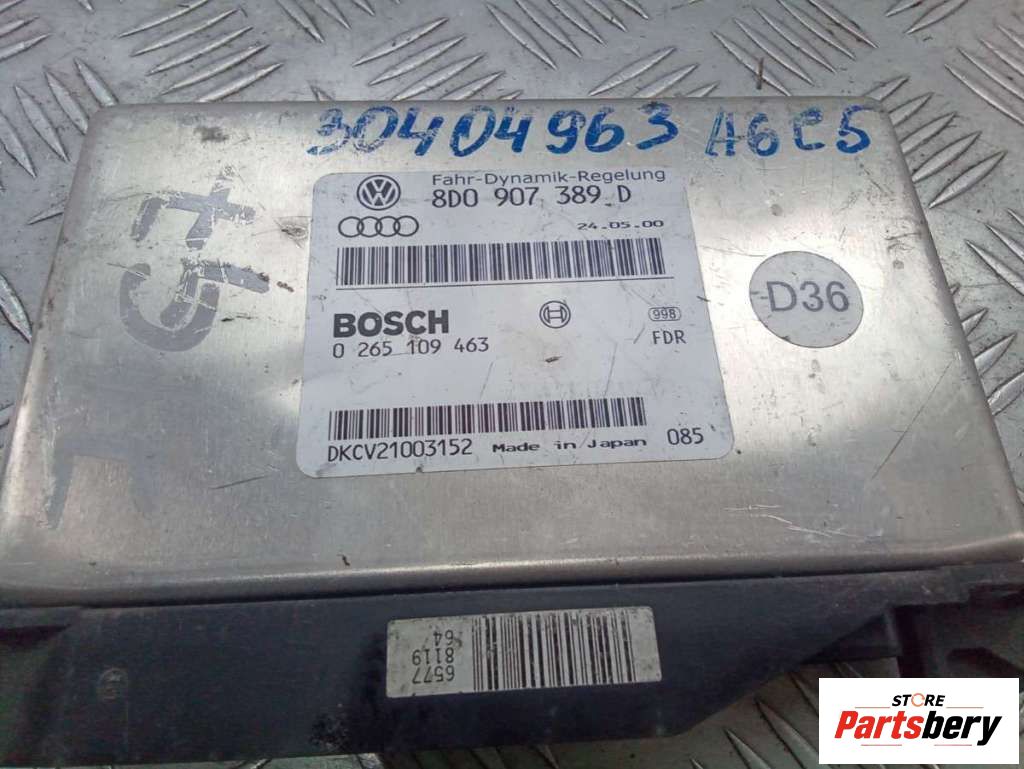 30404963 A6C5
Fahr-Dynamik-Regelung
8D0 907 389 D
24.05.00
BOSCH
998
0 265 109 463
FDR
D36
DKCV21003152 Made in Japan 085
6577
8119
64
STORE
Partsbery